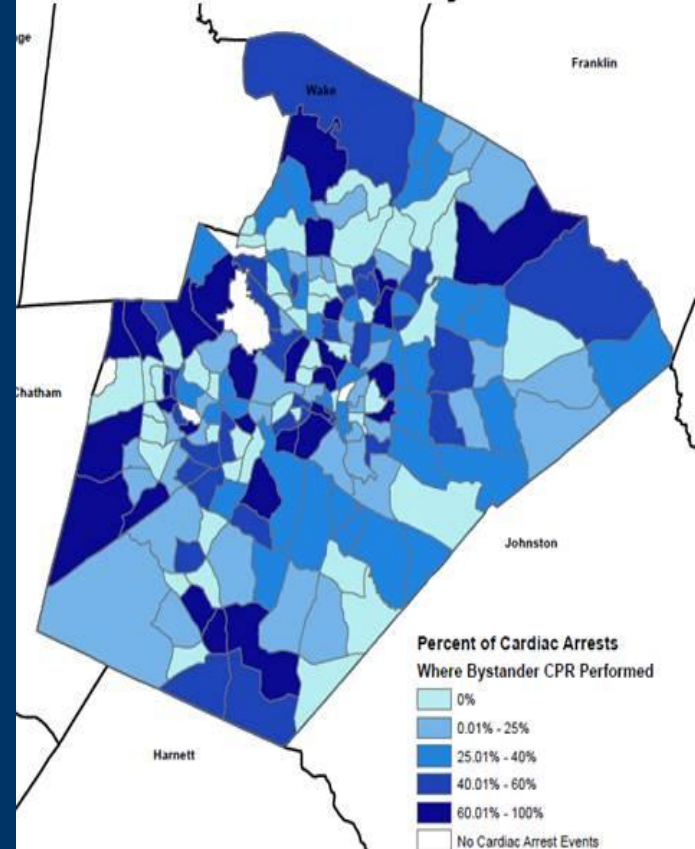 ge
Franklin
Wake
Chatham
Johnston
Percent of Cardiac Arrests
Where Bystander CPR Performed
0%
0.01% - 25%
25.01% - 40%
40.01% - 60%
60.01% - 100%
No Cardiac Arrest Events
Harnett